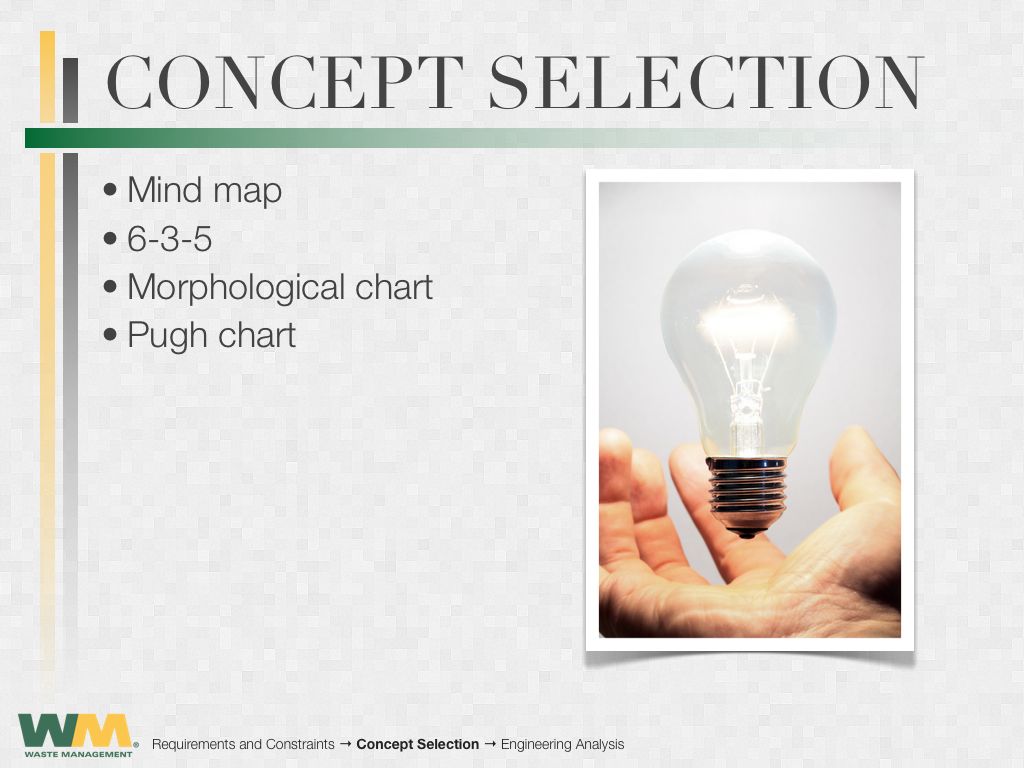 CONCEPT SELECTION
• Mind map
• 6-3-5
• Morphological chart
• Pugh chart
WM®
WASTE MANAGEMENT
Requirements and Constraints → Concept Selection → Engineering Analysis